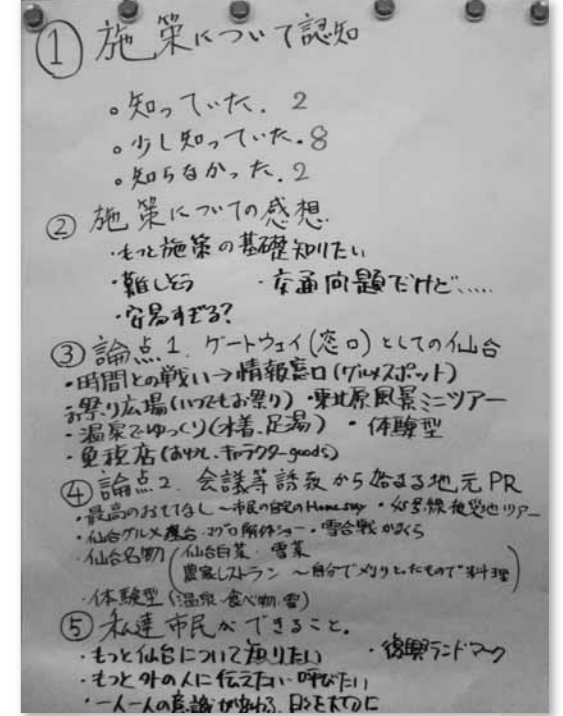 ① 施策について認知
。知っていた. 2
。少し知っていた. 8
。知らなかった. 2
② 施策についての感想
・もっと施策の基礎知りたい
・難しそう ・交通問題だけど.....
・安易すぎる?
③ 論点1. ゲートウェイ(窓口)としての仙台
・時間との戦い→情報窓口(グルメスポット)
お祭り広場(いつでもお祭り) ・東北原風景ミニツアー
・温泉でゆっくり(水着、足湯) ・体験型
・免税店(おみやげ、キャラクターgoods)
④ 論点2. 会議等誘致から始まる地元PR
・最高のおもてなし〜市民の自宅のHomestay ・45号線被災地ツアー
・仙台グルメ屋台・マグロ解体ショー・雪合戦かまくら
・仙台名物(仙台白菜・雪菜
農家レストラン 〜自分で とったもので料理)
・体験型(温泉・食べ物・雪)
⑤ 私達市民ができること.
・もっと仙台について知りたい ・復興ランドマーク
・もっと外の人に伝えたい・呼びたい
・一人一人の意識が変わる、